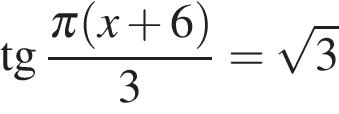 tg π(x+6)/3 = √3